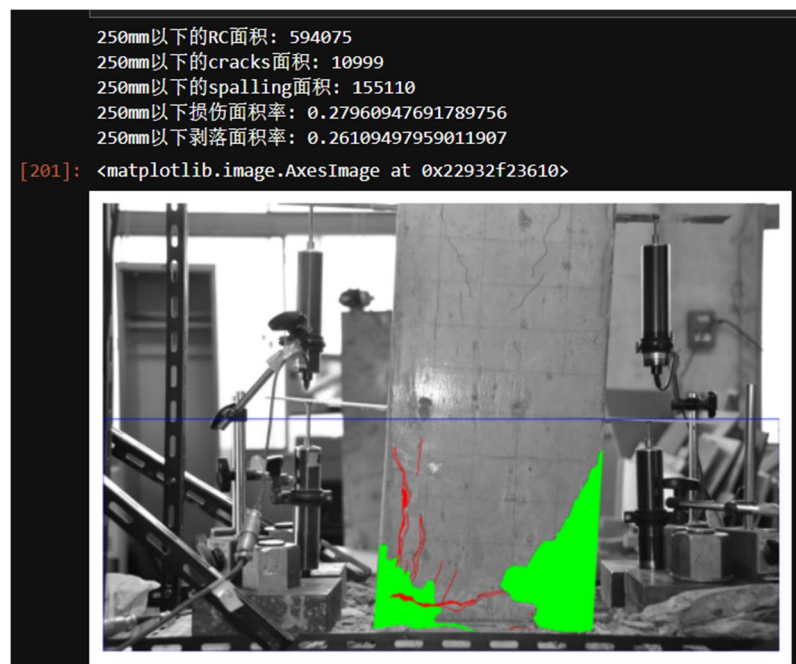 250mm以下的RC面积: 594075
250mm以下的cracks面积: 10999
250mm以下的spalling面积: 155110
250mm以下损伤面积率: 0.27960947691789756
250mm以下剥落面积率: 0.26109497959011907
[201]: <matplotlib.image.AxesImage at 0x22932f23610>